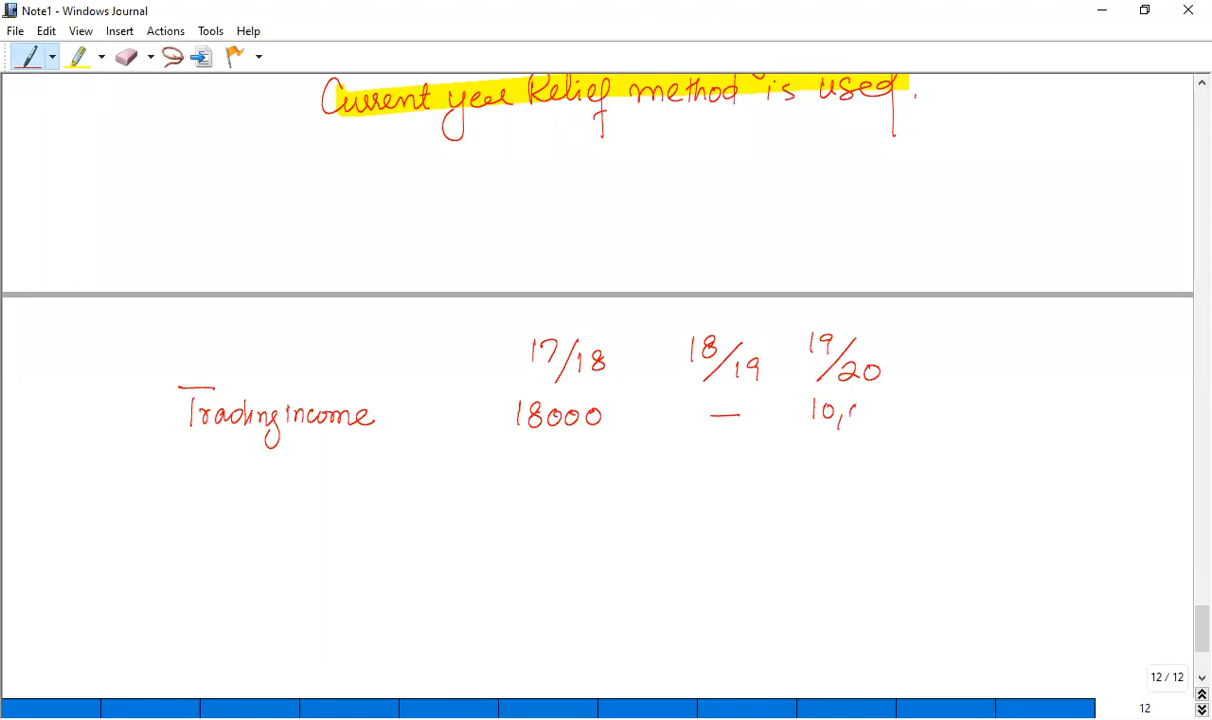 Note1 - Windows Journal
File Edit View Insert Actions Tools Help
Current year Relief method is used.
17/18 18/19 19/20
Trading income 18000 — 10,
12 / 12
12